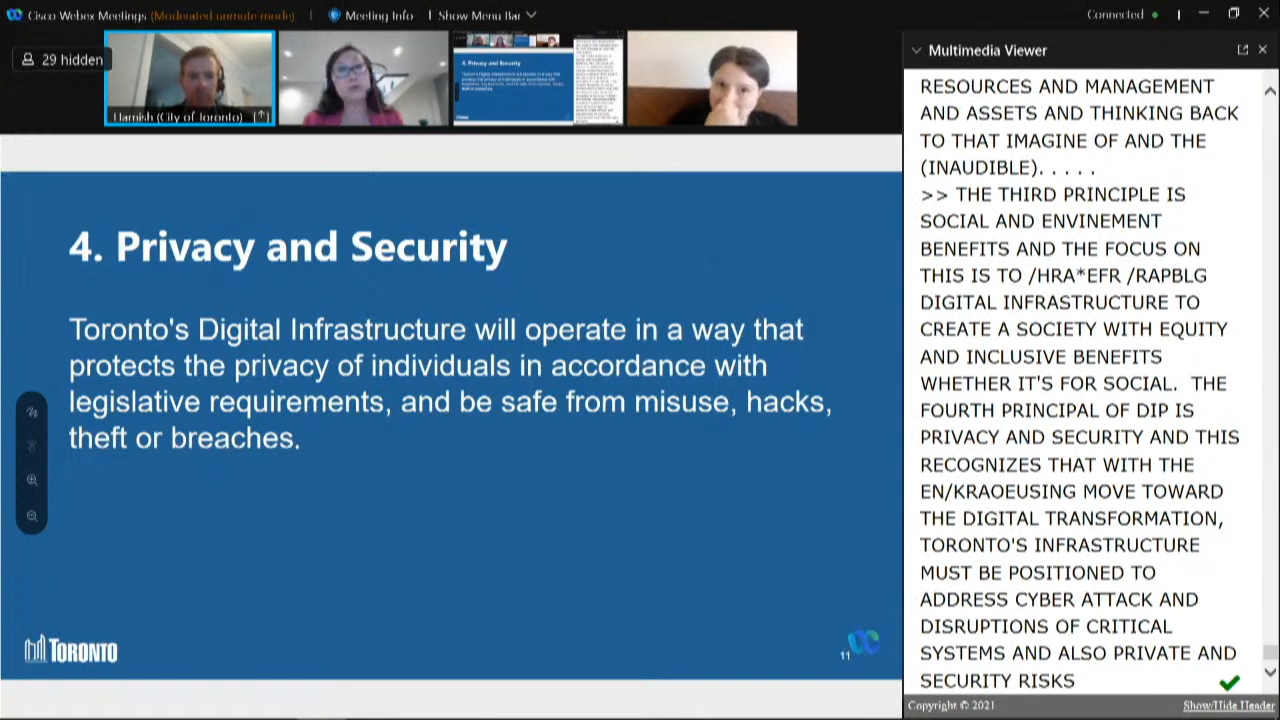 Cisco Webex Meetings (Moderated unmute mode) | Meeting Info | Show Menu Bar
Connected
29 hidden
Hamish (City of Toronto)
4. Privacy and Security
4. Privacy and Security
Toronto's Digital Infrastructure will operate in a way that
protects the privacy of individuals in accordance with
legislative requirements, and be safe from misuse, hacks,
theft or breaches.
TORONTO
11
Multimedia Viewer
RESOURCES AND MANAGEMENT
AND ASSETS AND THINKING BACK
TO THAT IMAGINE OF AND THE
(INAUDIBLE). . . . .
>> THE THIRD PRINCIPLE IS
SOCIAL AND ENVINEMENT
BENEFITS AND THE FOCUS ON
THIS IS TO /HRA*EFR /RAPBLG
DIGITAL INFRASTRUCTURE TO
CREATE A SOCIETY WITH EQUITY
AND INCLUSIVE BENEFITS
WHETHER IT'S FOR SOCIAL. THE
FOURTH PRINCIPAL OF DIP IS
PRIVACY AND SECURITY AND THIS
RECOGNIZES THAT WITH THE
EN/KRAOEUSING MOVE TOWARD
THE DIGITAL TRANSFORMATION,
TORONTO'S INFRASTRUCTURE
MUST BE POSITIONED TO
ADDRESS CYBER ATTACK AND
DISRUPTIONS OF CRITICAL
SYSTEMS AND ALSO PRIVATE AND
SECURITY RISKS
Copyright © 2021
Show/Hide Header